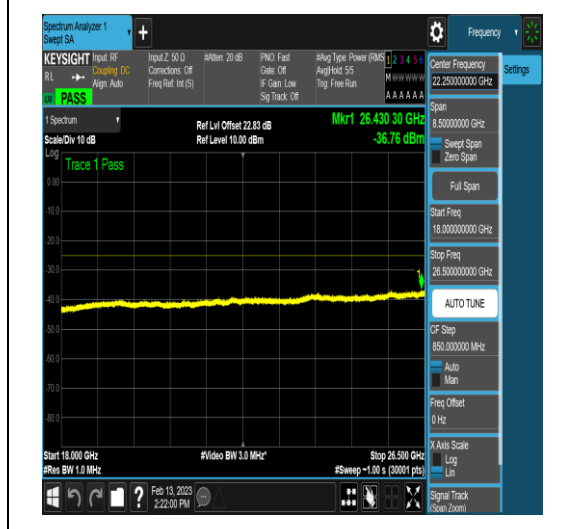 Spectrum Analyzer 1
Swept SA
+
Frequency
KEYSIGHT
RL
PASS
Input: RF
Coupling: DC
Align: Auto
Input Z: 50 Ω
Corrections: Off
Freq Ref: Int (S)
#Atten: 20 dB
PNO: Fast
Gate: Off
IF Gain: Low
Sig Track: Off
#Avg Type: Power (RMS
Avg|Hold: 5/5
Trig: Free Run
1 2 3 4 5 6
M W W W W W
A A A A A A
1 Spectrum
Scale/Div 10 dB
Ref Lvl Offset 22.83 dB
Ref Level 10.00 dBm
Mkr1 26.430 30 GHz
-36.76 dBm
Log
Trace 1 Pass
0.00
-10.0
-20.0
-30.0
-40.0
-50.0
-60.0
-70.0
-80.0
1
Start 18.000 GHz
#Res BW 1.0 MHz
#Video BW 3.0 MHz*
Stop 26.500 GHz
#Sweep ~1.00 s (30001 pts)
Feb 13, 2023
2:22:00 PM
?
Center Frequency
22.250000000 GHz
Settings
Span
8.50000000 GHz
Swept Span
Zero Span
Full Span
Start Freq
18.000000000 GHz
Stop Freq
26.500000000 GHz
AUTO TUNE
CF Step
850.000000 MHz
Auto
Man
Freq Offset
0 Hz
X Axis Scale
Log
Lin
Signal Track
(Span Zoom)